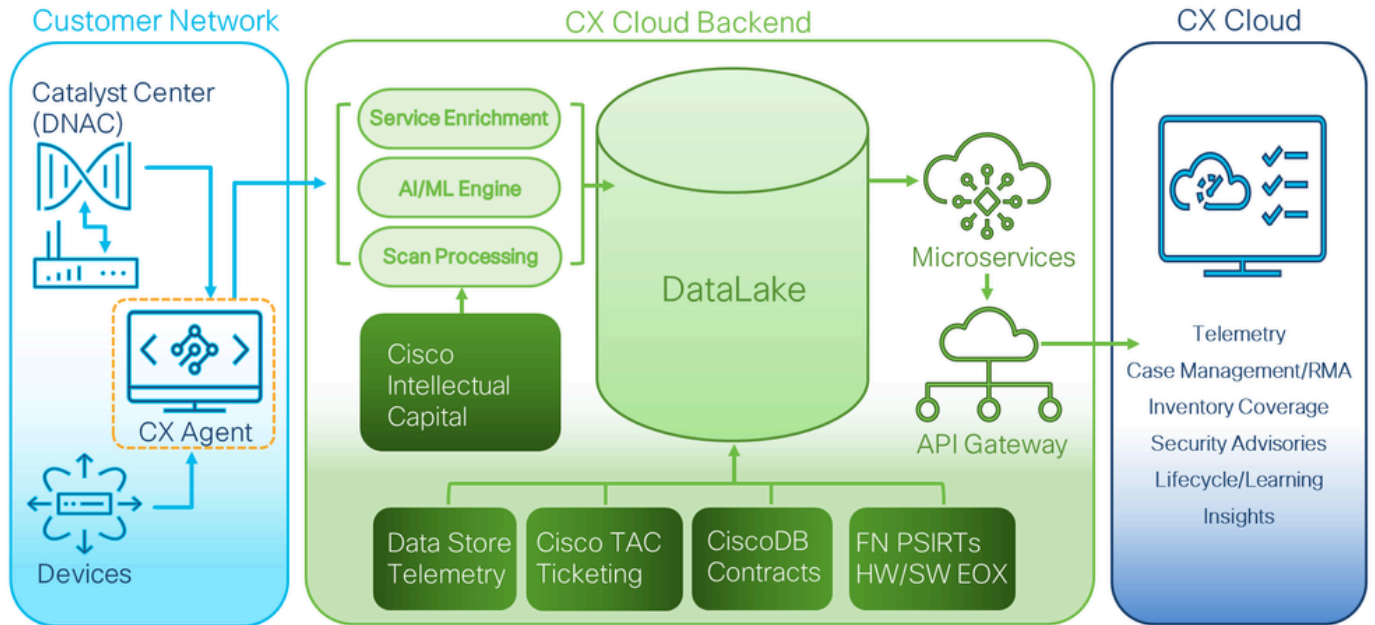 Customer Network
CX Cloud Backend
CX Cloud
Catalyst Center
(DNAC)
CX Agent
Devices
Service Enrichment
AI/ML Engine
Scan Processing
Cisco
Intellectual
Capital
DataLake
Microservices
API Gateway
Data Store
Telemetry
Cisco TAC
Ticketing
CiscoDB
Contracts
FN PSIRTs
HW/SW EOX
Telemetry
Case Management/RMA
Inventory Coverage
Security Advisories
Lifecycle/Learning
Insights